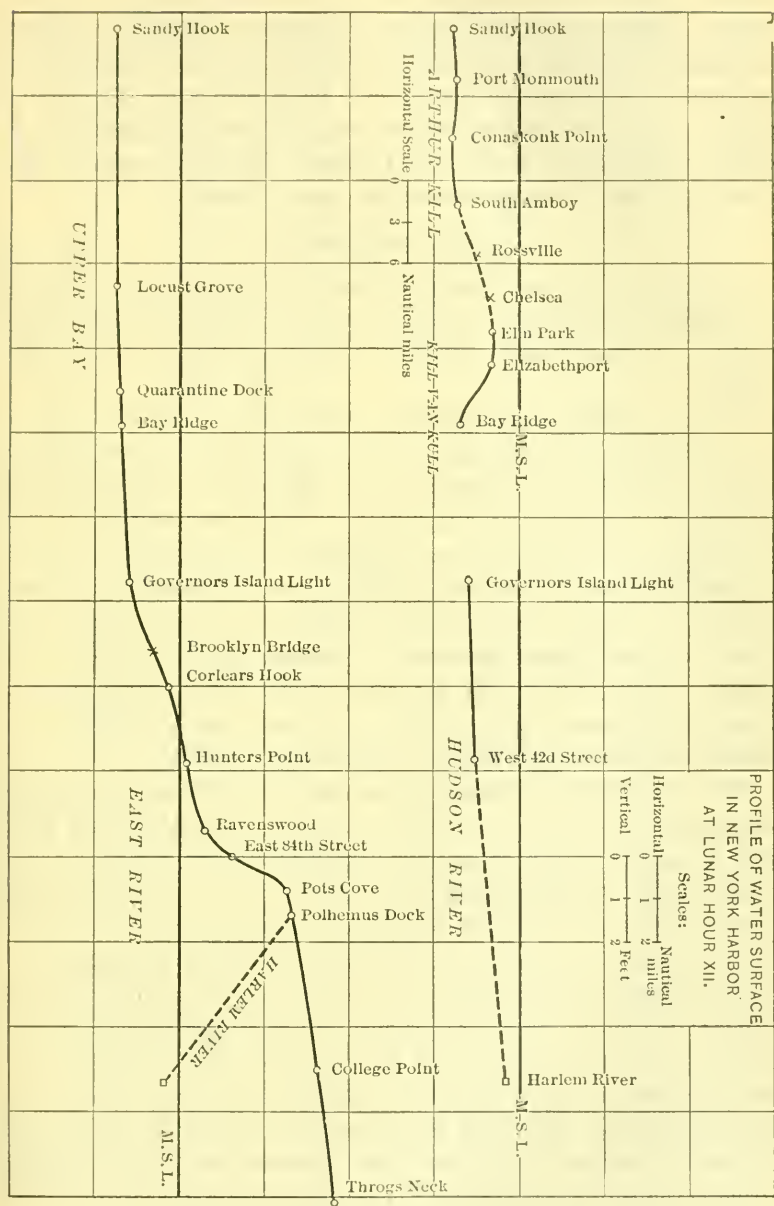 PROFILE OF WATER SURFACE
IN NEW YORK HARBOR
AT LUNAR HOUR XII.
Scales:
Horizontal 0 1 2 Nautical miles
Vertical 0 1 2 Feet
Sandy Hook
Locust Grove
Quarantine Dock
Bay Ridge
Governors Island Light
Brooklyn Bridge
Corlears Hook
Hunters Point
Ravenswood
East 84th Street
Pots Cove
Polhemus Dock
College Point
Throgs Neck
UPPER BAY
EAST RIVER
HARLEM RIVER
M.S.L.
Sandy Hook
Port Monmouth
Conaskonk Point
South Amboy
Rossville
Chelsea
Elm Park
Elizabethport
Bay Ridge
ARTHUR KILL
KILL VAN KULL
Horizontal Scale
0 3 6 Nautical miles
M.S.L.
Governors Island Light
West 42d Street
Harlem River
HUDSON RIVER
M.S.L.